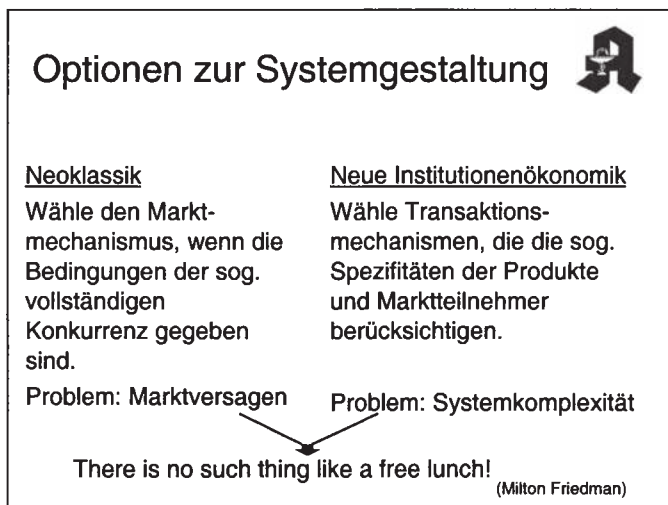 Optionen zur Systemgestaltung
Neoklassik
Wähle den Markt-
mechanismus, wenn die
Bedingungen der sog.
vollständigen
Konkurrenz gegeben
sind.
Problem: Marktversagen
Neue Institutionenökonomik
Wähle Transaktions-
mechanismen, die die sog.
Spezifitäten der Produkte
und Marktteilnehmer
berücksichtigen.
Problem: Systemkomplexität
There is no such thing like a free lunch!
(Milton Friedman)